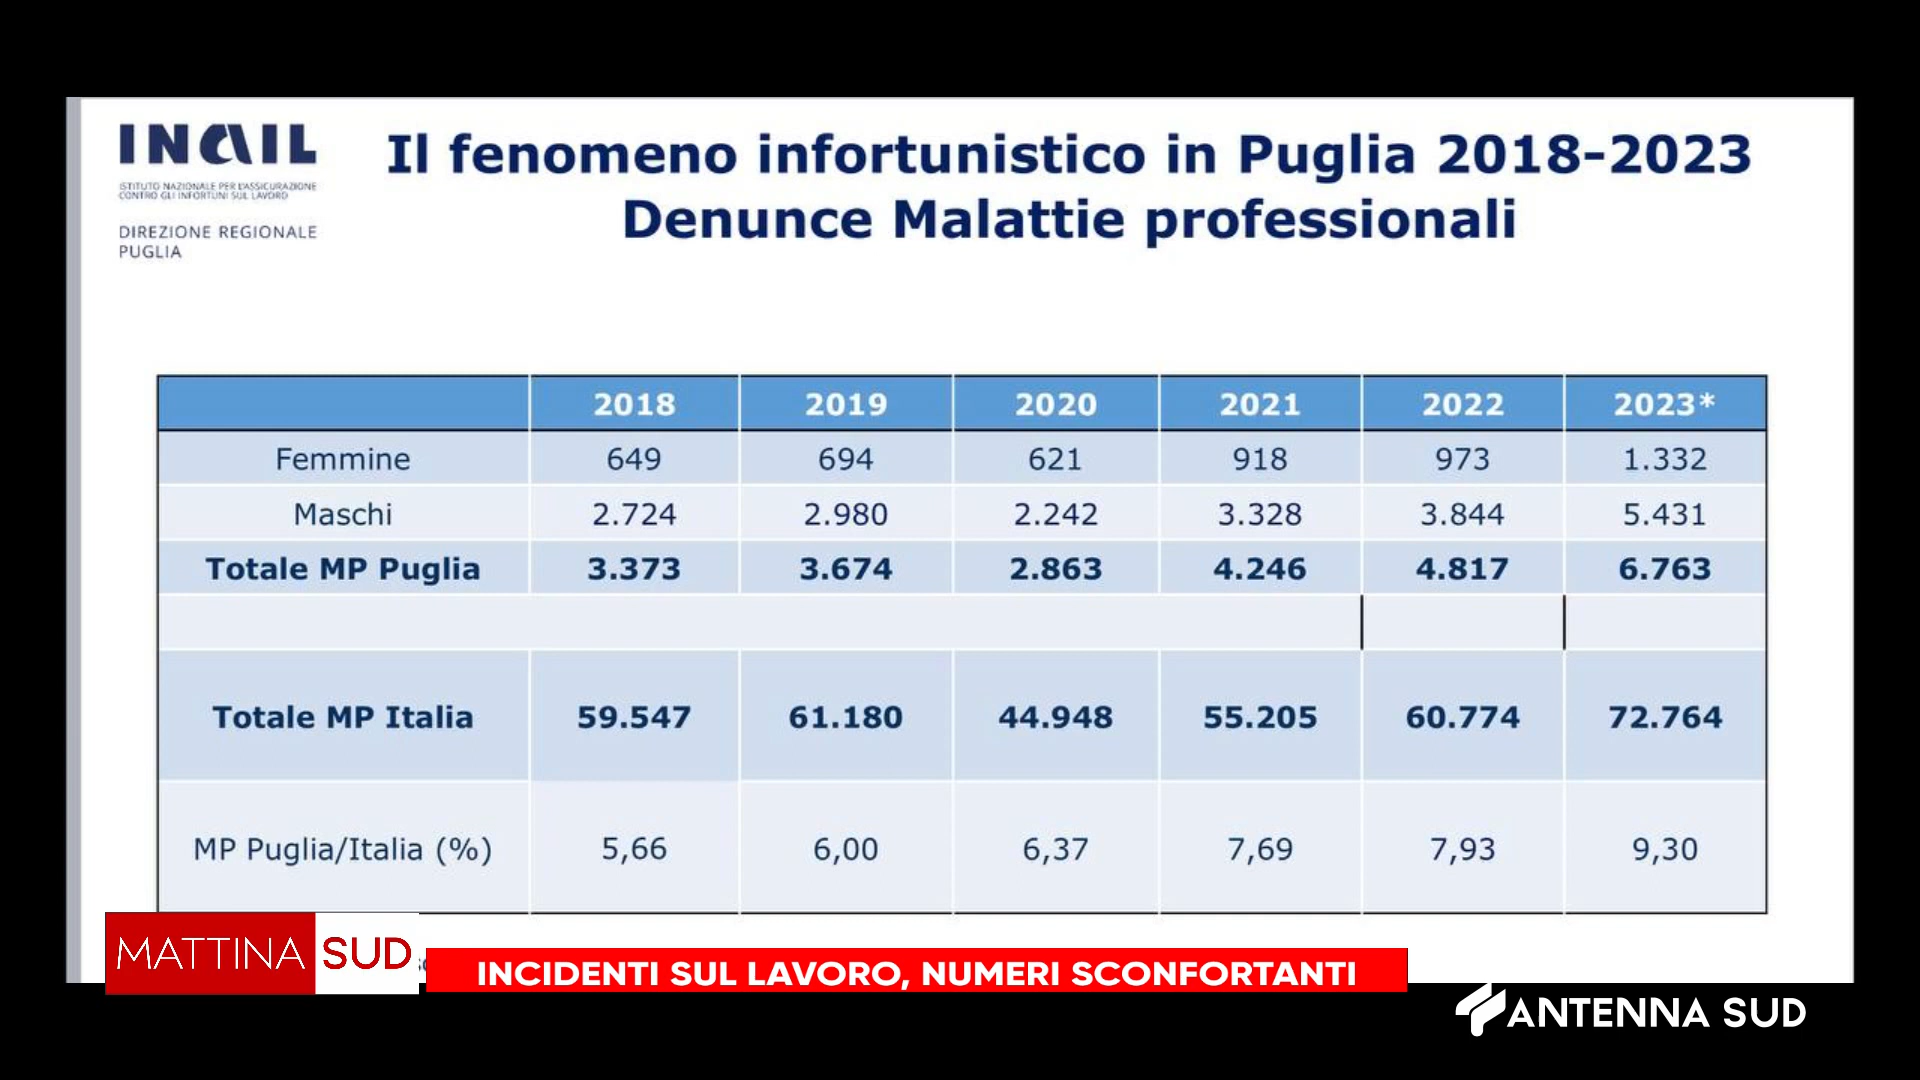 INAIL
ISTITUTO NAZIONALE PER L'ASSICURAZIONE
CONTRO GLI INFORTUNI SUL LAVORO
DIREZIONE REGIONALE
PUGLIA
Il fenomeno infortunistico in Puglia 2018-2023
Denunce Malattie professionali
2018 2019 2020 2021 2022 2023*
Femmine 649 694 621 918 973 1.332
Maschi 2.724 2.980 2.242 3.328 3.844 5.431
Totale MP Puglia 3.373 3.674 2.863 4.246 4.817 6.763
Totale MP Italia 59.547 61.180 44.948 55.205 60.774 72.764
MP Puglia/Italia (%) 5,66 6,00 6,37 7,69 7,93 9,30
MATTINA SUD
INCIDENTI SUL LAVORO, NUMERI SCONFORTANTI
ANTENNA SUD